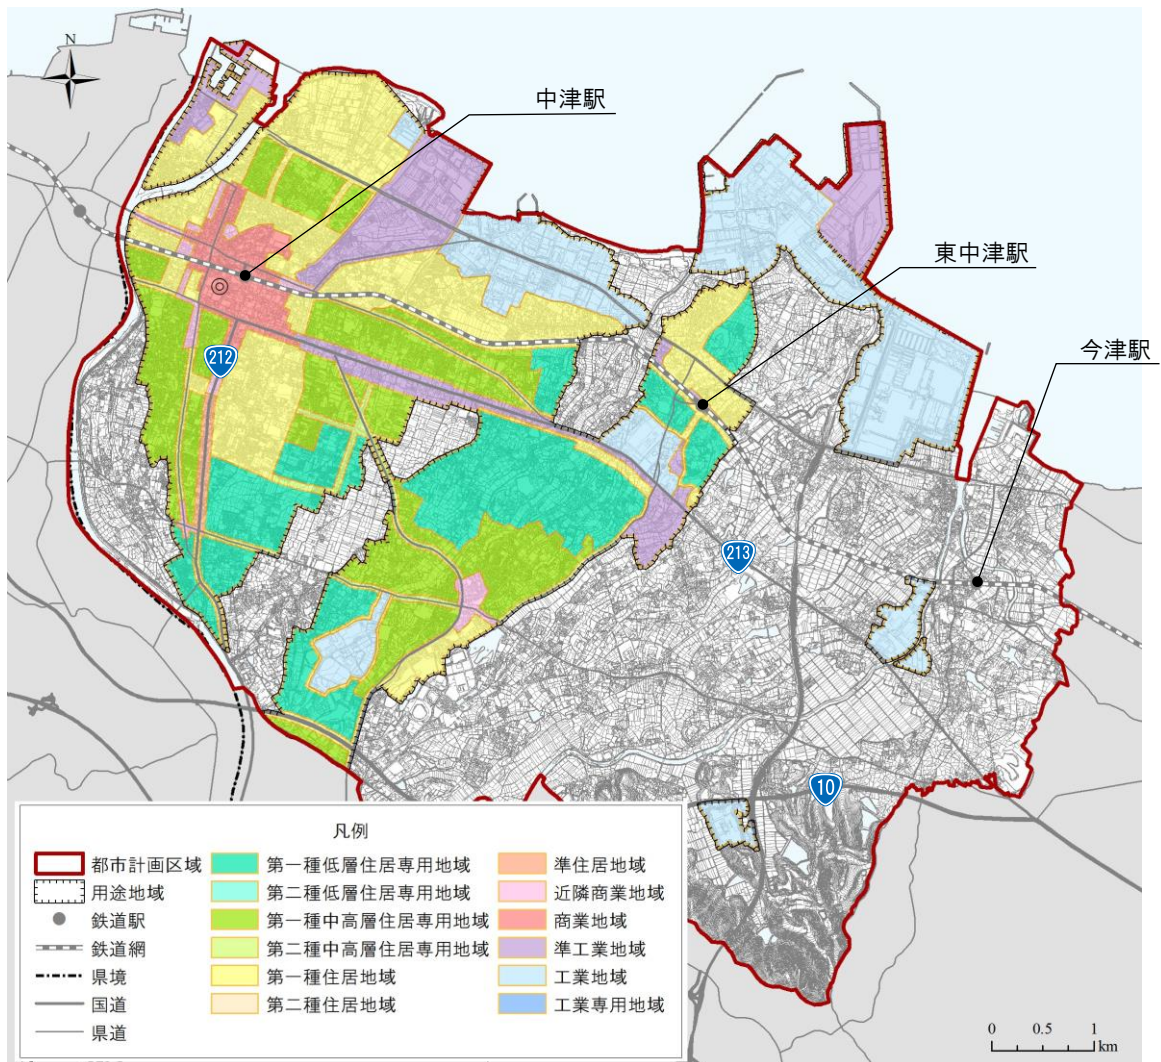 N
中津駅
東中津駅
今津駅
212
213
10
凡例
都市計画区域
用途地域
鉄道駅
鉄道網
県境
国道
県道
第一種低層住居専用地域
第二種低層住居専用地域
第一種中高層住居専用地域
第二種中高層住居専用地域
第一種住居地域
第二種住居地域
準住居地域
近隣商業地域
商業地域
準工業地域
工業地域
工業専用地域
0 0.5 1
km